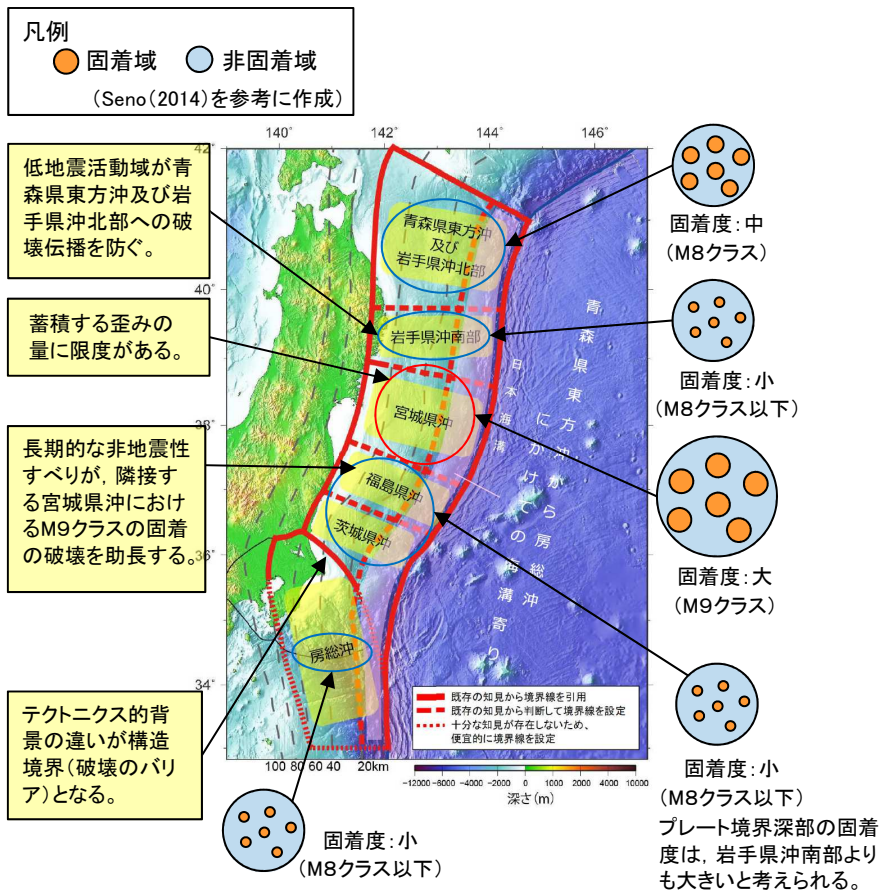 凡例
固着域 非固着域
(Seno(2014)を参考に作成)
低地震活動域が青
森県東方沖及び岩
手県沖北部への破
壊伝播を防ぐ。
蓄積する歪みの
量に限度がある。
長期的な非地震性
すべりが,隣接す
る宮城県沖におけ
るM9クラスの固着
の破壊を助長する。
テクトニクス的背
景の違いが構造
境界(破壊のバリ
ア)となる。
140° 142° 144° 146°
42°
40°
38°
36°
34°
青森県東方沖
及び
岩手県沖北部
岩手県沖南部
宮城県沖
福島県沖
茨城県沖
房総沖
日本海溝
青森県東方沖から房総沖
にかけての海溝寄り
既存の知見から境界線を引用
既存の知見から判断して境界線を設定
十分な知見が存在しないため、
便宜的に境界線を設定
100 80 60 40 20km
-12000 -8000 -6000 -4000 -2000 0 2000 4000 6000 8000 10000
深さ(m)
固着度:中
(M8クラス)
固着度:小
(M8クラス以下)
固着度:大
(M9クラス)
固着度:小
(M8クラス以下)
プレート境界深部の固着
度は,岩手県沖南部より
も大きいと考えられる。
固着度:小
(M8クラス以下)